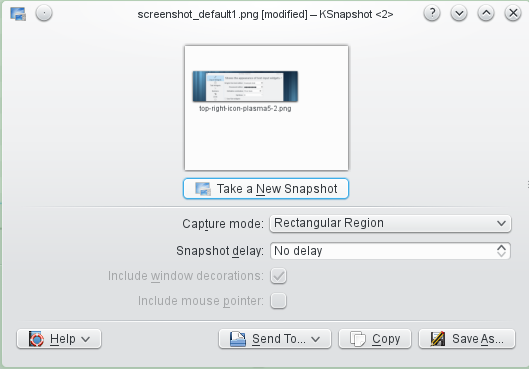 screenshot_default1.png [modified] – KSnapshot <2>
top-right-icon-plasma5-2.png
Take a New Snapshot
Capture mode: Rectangular Region
Snapshot delay: No delay
Include window decorations:
Include mouse pointer:
Help Send To... Copy Save As...